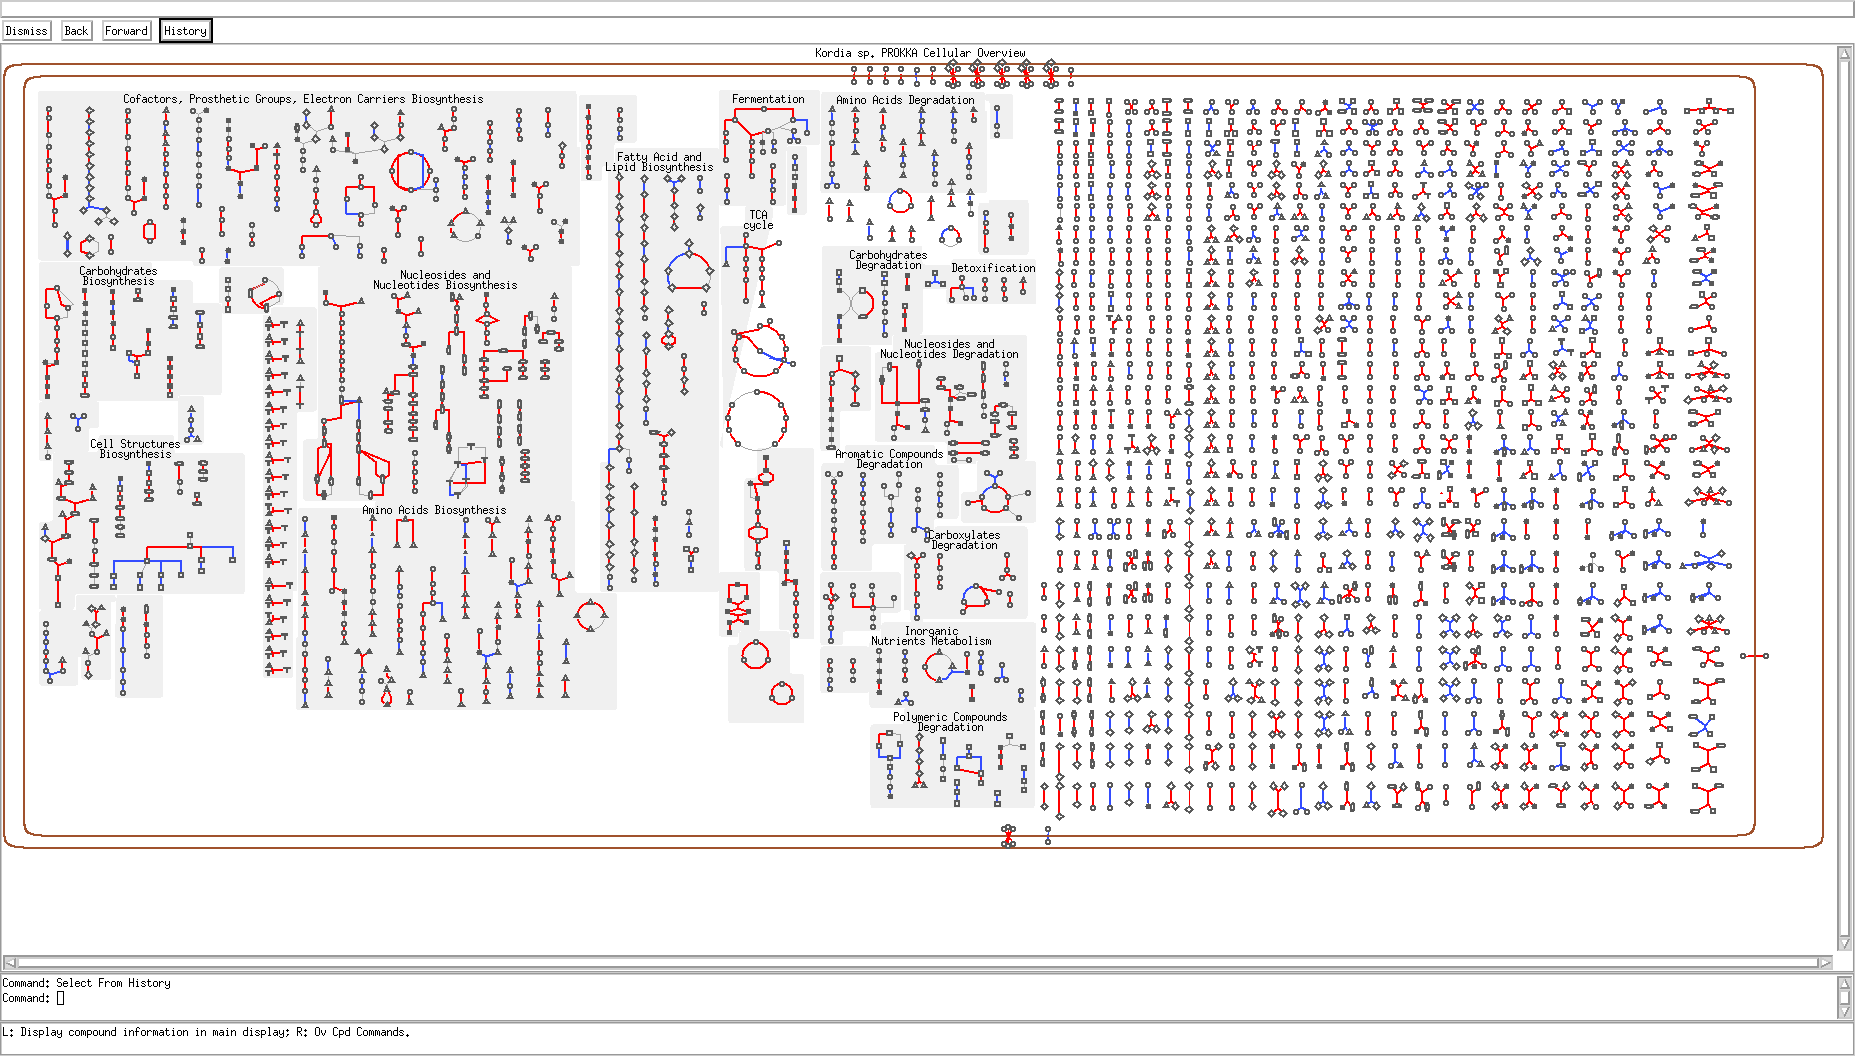 Dismiss
Back
Forward
History
Kordia sp. PROKKA Cellular Overview
Cofactors, Prosthetic Groups, Electron Carriers Biosynthesis
Fermentation
Amino Acids Degradation
Fatty Acid and
Lipid Biosynthesis
TCA
cycle
Carbohydrates
Degradation
Detoxification
Carbohydrates
Biosynthesis
Nucleosides and
Nucleotides Biosynthesis
Nucleosides and
Nucleotides Degradation
Cell Structures
Biosynthesis
Aromatic Compounds
Degradation
Amino Acids Biosynthesis
Carboxylates
Degradation
Inorganic
Nutrients Metabolism
Polymeric Compounds
Degradation
Command: Select From History
Command:
L: Display compound information in main display; R: Ov Cpd Commands.